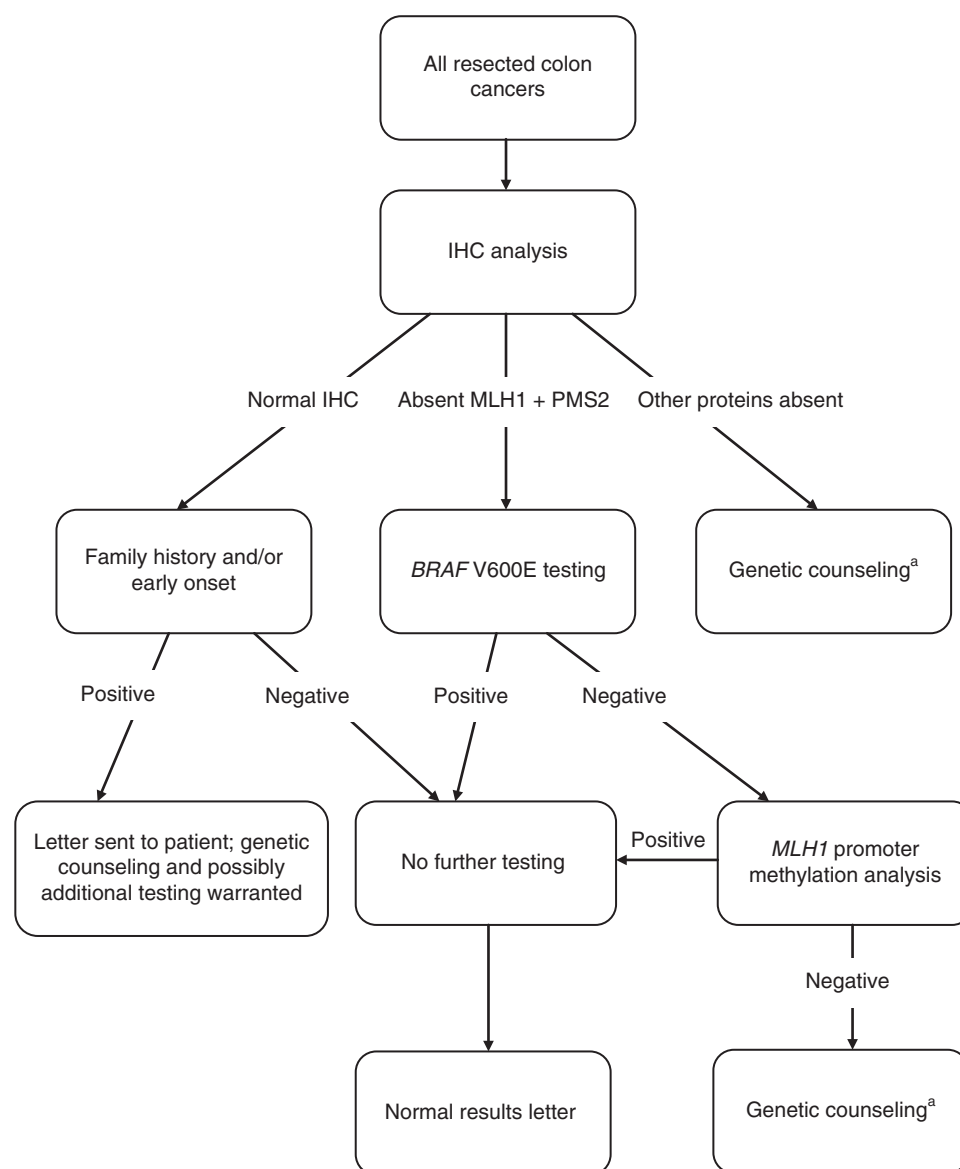 All resected colon
cancers
IHC analysis
Normal IHC
Absent MLH1 + PMS2
Other proteins absent
Family history and/or
early onset
BRAF V600E testing
Genetic counselingᵃ
Positive
Negative
Positive
Negative
Letter sent to patient; genetic
counseling and possibly
additional testing warranted
No further testing
Positive
MLH1 promoter
methylation analysis
Negative
Normal results letter
Genetic counselingᵃ